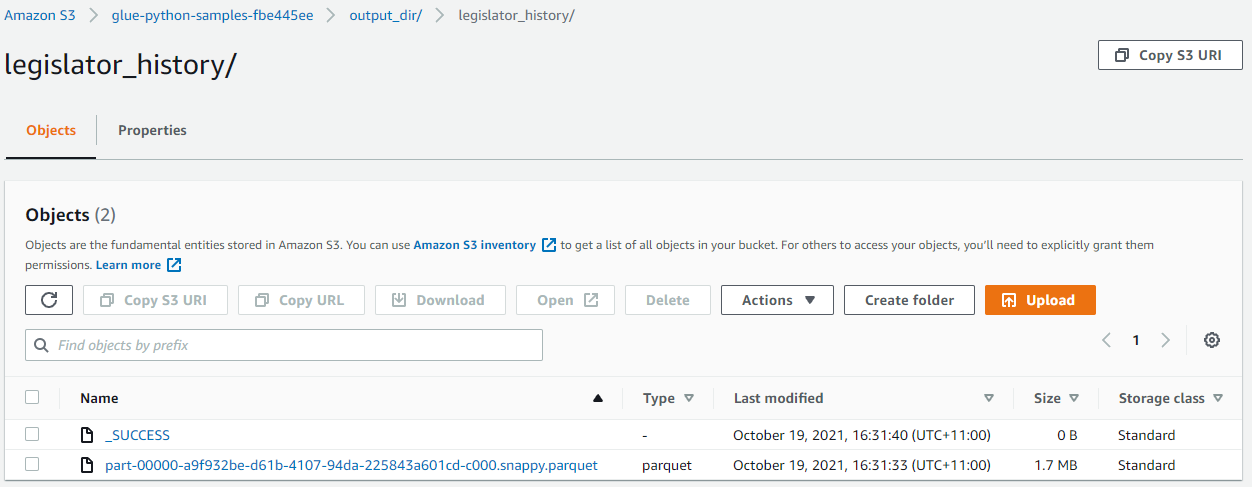 Amazon S3 > glue-python-samples-fbe445ee > output_dir/ > legislator_history/
legislator_history/
Copy S3 URI
Objects Properties
Objects (2)
Objects are the fundamental entities stored in Amazon S3. You can use Amazon S3 inventory to get a list of all objects in your bucket. For others to access your objects, you'll need to explicitly grant them
permissions. Learn more
Copy S3 URI Copy URL Download Open Delete Actions Create folder Upload
Find objects by prefix
1
Name Type Last modified Size Storage class
_SUCCESS - October 19, 2021, 16:31:40 (UTC+11:00) 0 B Standard
part-00000-a9f932be-d61b-4107-94da-225843a601cd-c000.snappy.parquet parquet October 19, 2021, 16:31:33 (UTC+11:00) 1.7 MB Standard